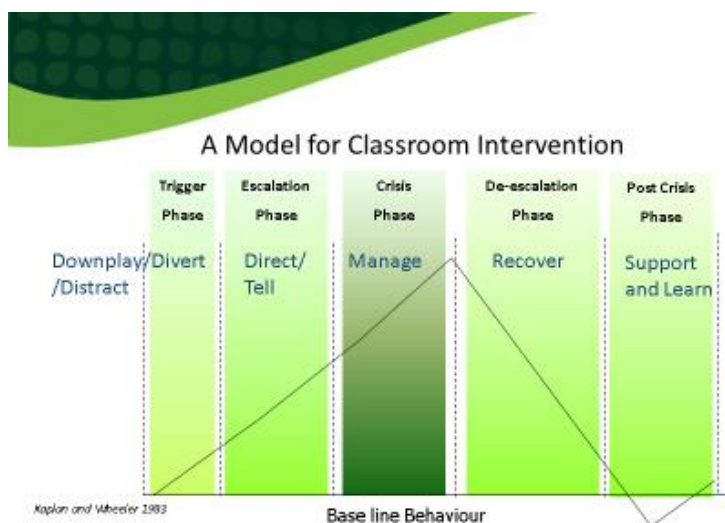 A Model for Classroom Intervention
Trigger
Phase
Escalation
Phase
Crisis
Phase
De-escalation
Phase
Post Crisis
Phase
Downplay/Divert
/Distract
Direct/
Tell
Manage
Recover
Support
and Learn
Kaplan and Wheeler 1983
Base line Behaviour